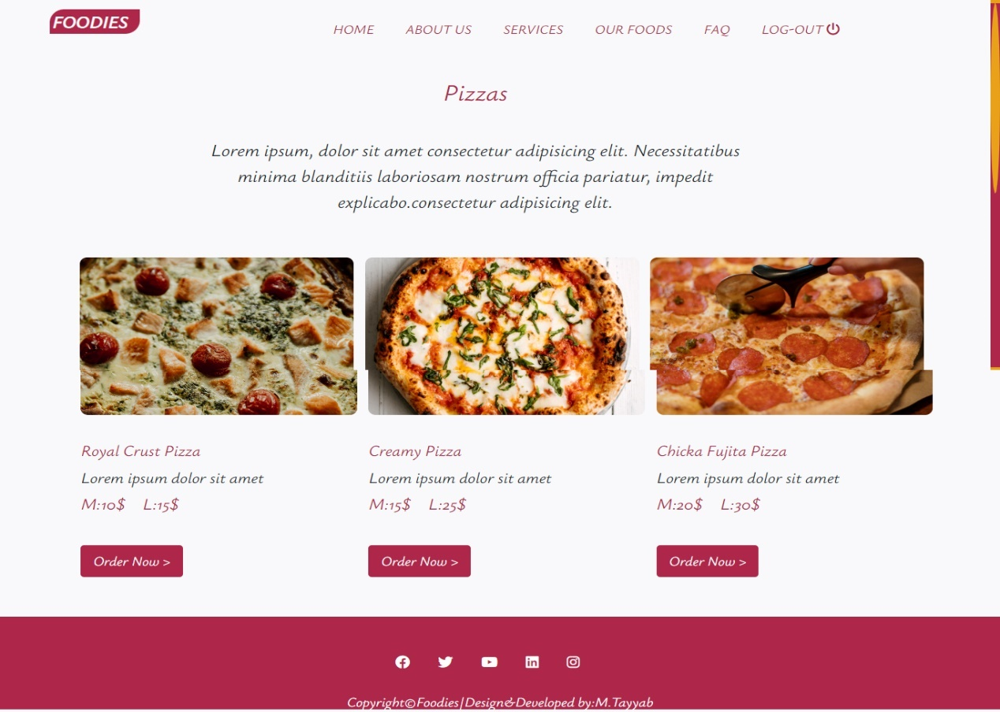 FOODIES
HOME ABOUT US SERVICES OUR FOODS FAQ LOG-OUT
Pizzas
Lorem ipsum, dolor sit amet consectetur adipisicing elit. Necessitatibus
minima blanditiis laboriosam nostrum officia pariatur, impedit
explicabo.consectetur adipisicing elit.
Royal Crust Pizza
Lorem ipsum dolor sit amet
M:10$ L:15$
Order Now >
Creamy Pizza
Lorem ipsum dolor sit amet
M:15$ L:25$
Order Now >
Chicka Fujita Pizza
Lorem ipsum dolor sit amet
M:20$ L:30$
Order Now >
Copyright©Foodies|Design&Developed by:M.Tayyab